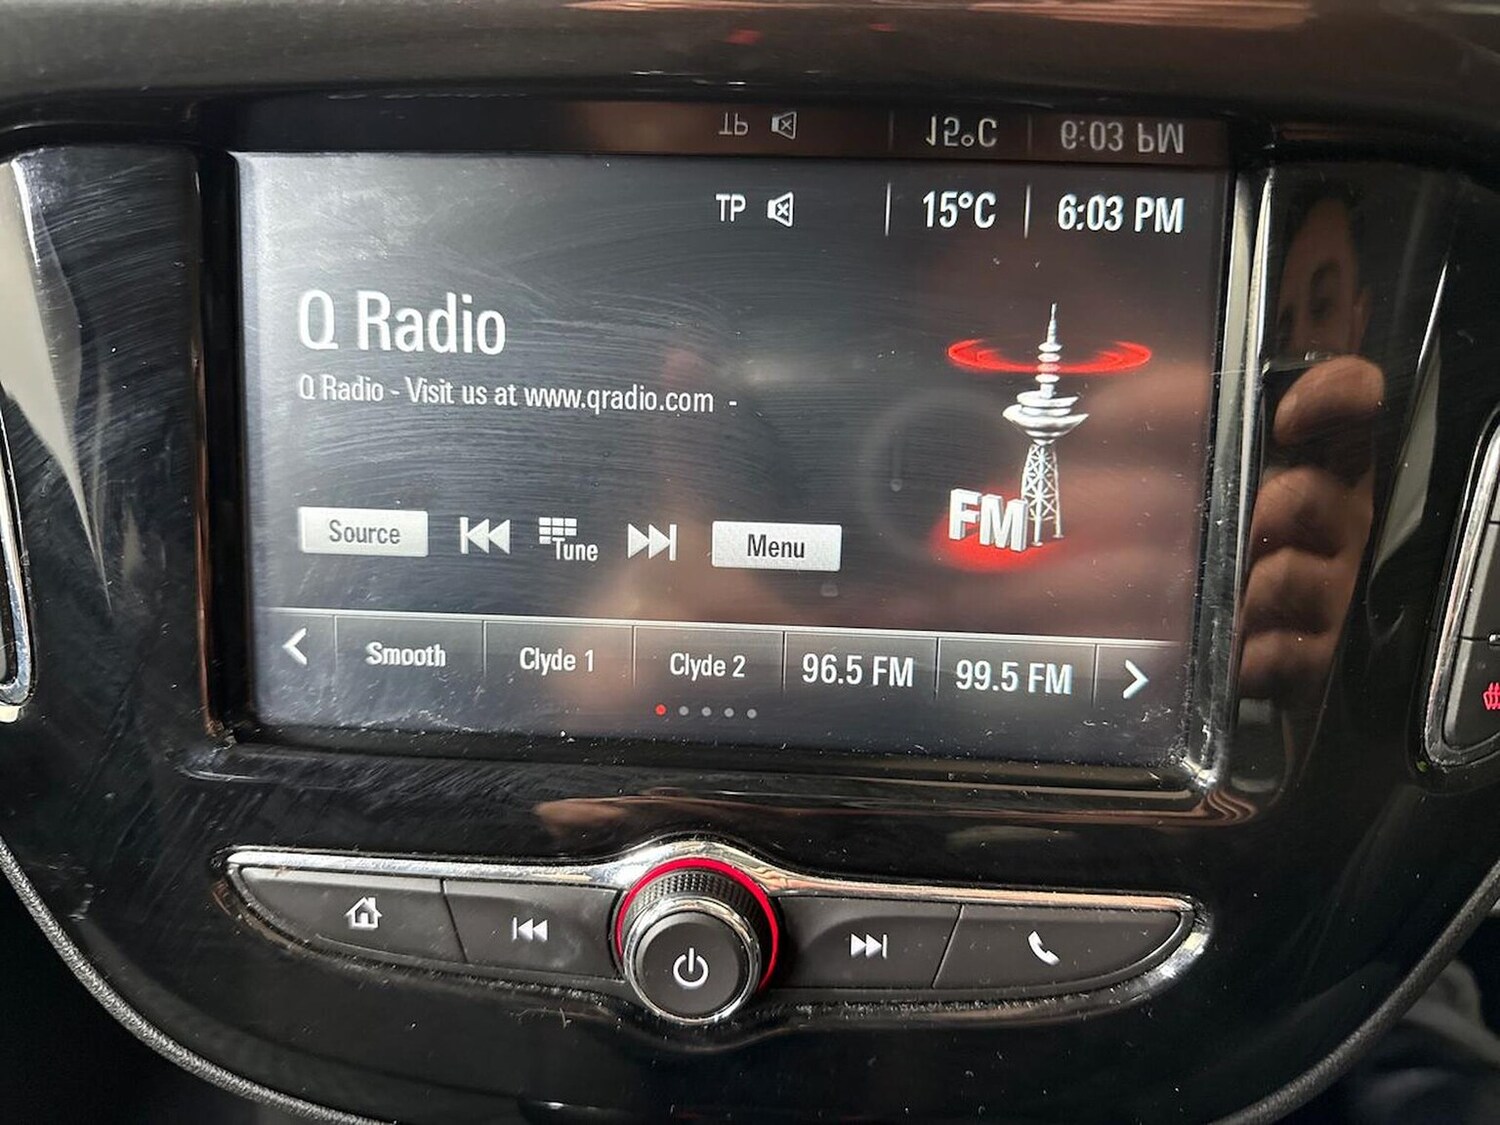 TP 15°C 6:03 PM
Q Radio
Q Radio - Visit us at www.qradio.com -
Source Tune Menu
FM
Smooth Clyde 1 Clyde 2 96.5 FM 99.5 FM